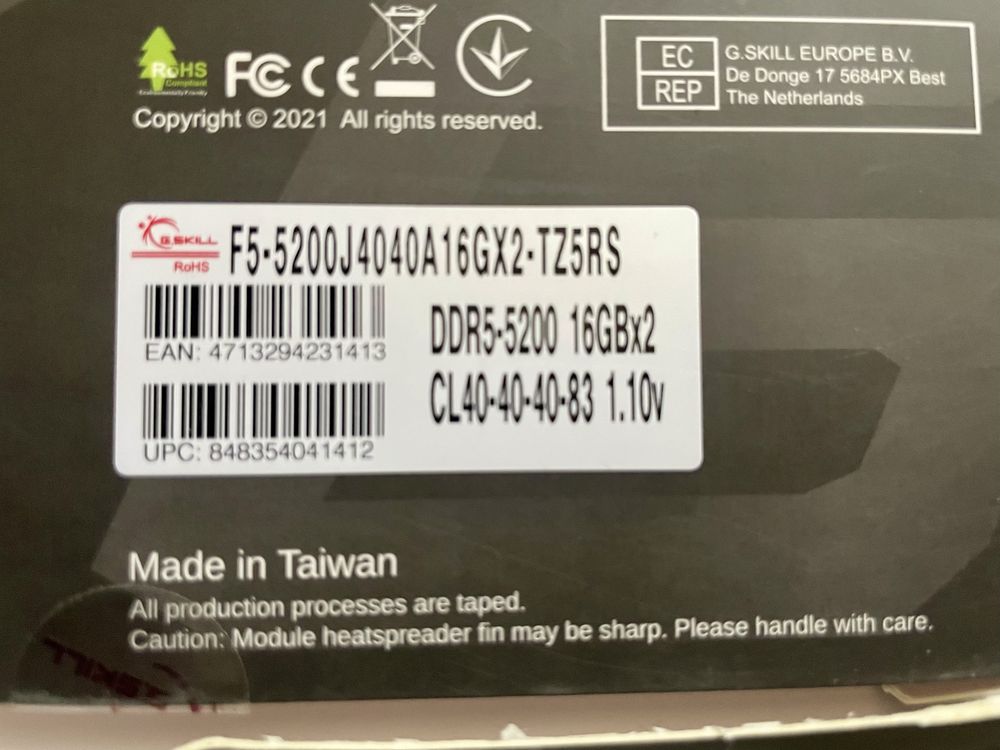 RoHS
Compliant
Environmentally Friendly
FC CE
Copyright © 2021 All rights reserved.
EC
REP
G.SKILL EUROPE B.V.
De Donge 17 5684PX Best
The Netherlands
G.SKILL
RoHS
F5-5200J4040A16GX2-TZ5RS
EAN: 4713294231413
DDR5-5200 16GBx2
CL40-40-40-83 1.10v
UPC: 848354041412
Made in Taiwan
All production processes are taped.
Caution: Module heatspreader fin may be sharp. Please handle with care.
G.SKILL